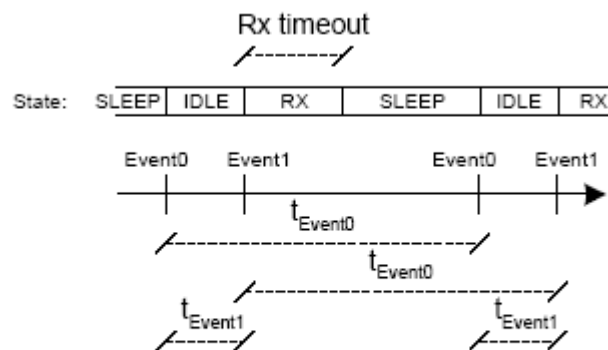 Rx timeout
State: SLEEP IDLE RX SLEEP IDLE RX
Event0 Event1 Event0 Event1
tEvent0
tEvent0
tEvent1 tEvent1